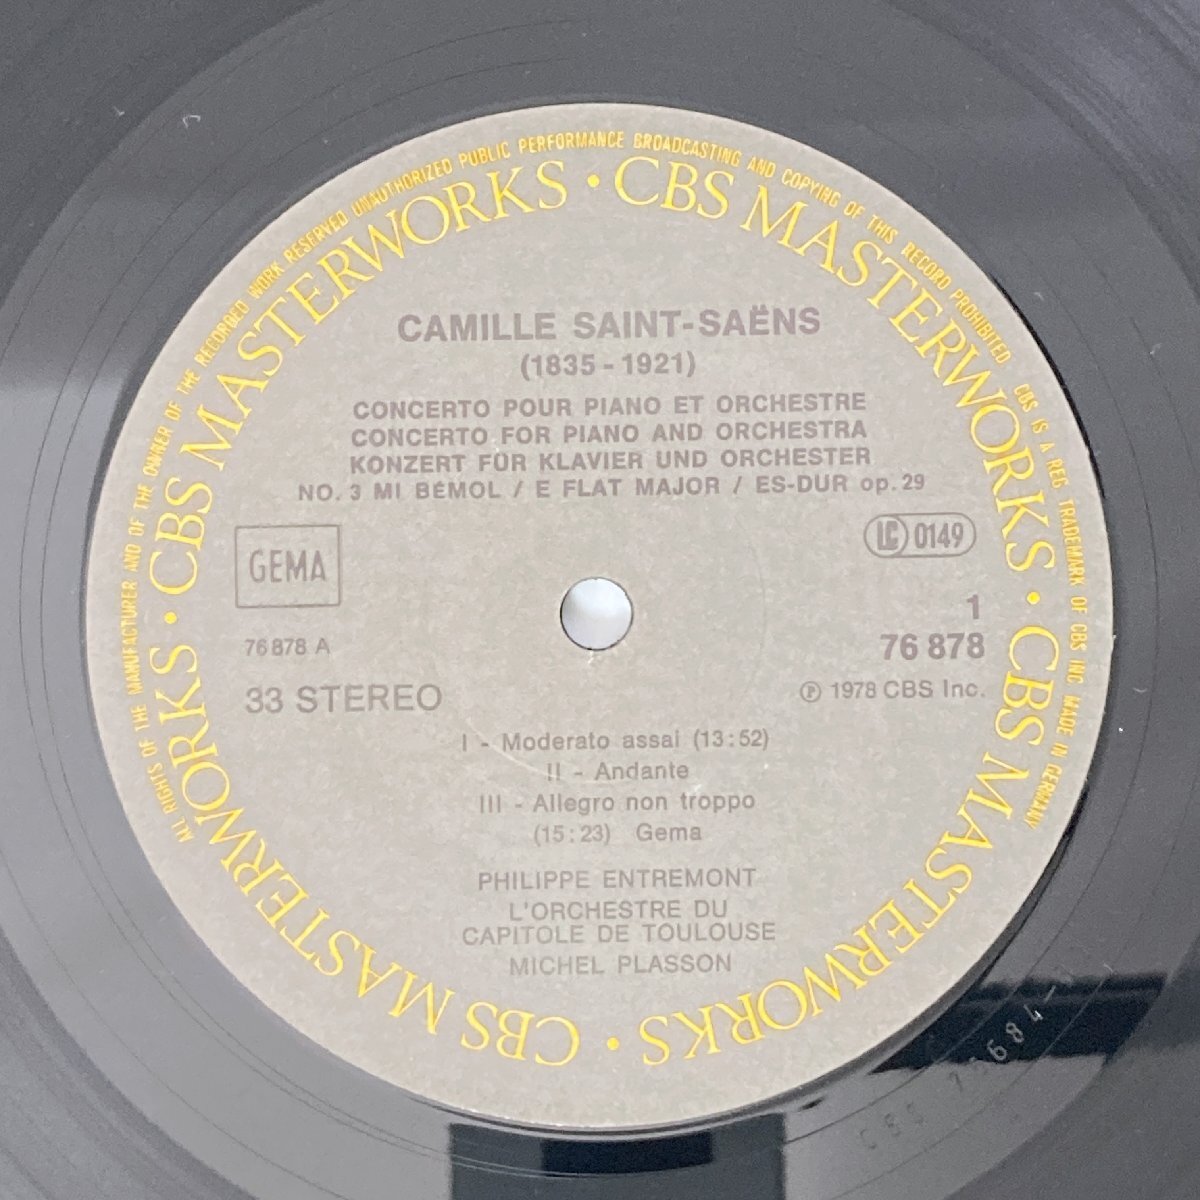 ALL RIGHTS OF THE MANUFACTURER AND OF THE OWNER OF THE RECORDED WORK RESERVED UNAUTHORIZED PUBLIC PERFORMANCE BROADCASTING AND COPYING OF THIS RECORD PROHIBITED CBS IS A REG TRADEMARK OF CBS INC MADE IN GERMANY
CBS MASTERWORKS · CBS MASTERWORKS · CBS MASTERWORKS · CBS MASTERWORKS ·
CAMILLE SAINT-SAËNS
(1835 - 1921)
CONCERTO POUR PIANO ET ORCHESTRE
CONCERTO FOR PIANO AND ORCHESTRA
KONZERT FÜR KLAVIER UND ORCHESTER
NO. 3 MI BÉMOL / E FLAT MAJOR / ES-DUR op. 29
GEMA
LC 0149
1
76 878 A
76 878
33 STEREO
℗ 1978 CBS Inc.
I - Moderato assai (13:52)
II - Andante
III - Allegro non troppo
(15:23) Gema
PHILIPPE ENTREMONT
L'ORCHESTRE DU
CAPITOLE DE TOULOUSE
MICHEL PLASSON